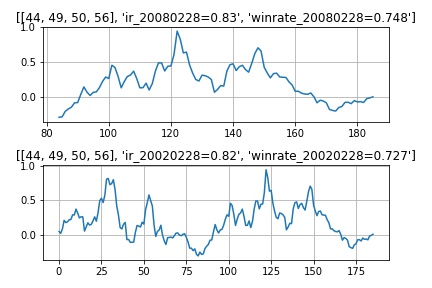 [[44, 49, 50, 56], 'ir_20080228=0.83', 'winrate_20080228=0.748']
1.0
0.5
0.0
80 100 120 140 160 180
[[44, 49, 50, 56], 'ir_20020228=0.82', 'winrate_20020228=0.727']
1.0
0.5
0.0
0 25 50 75 100 125 150 175